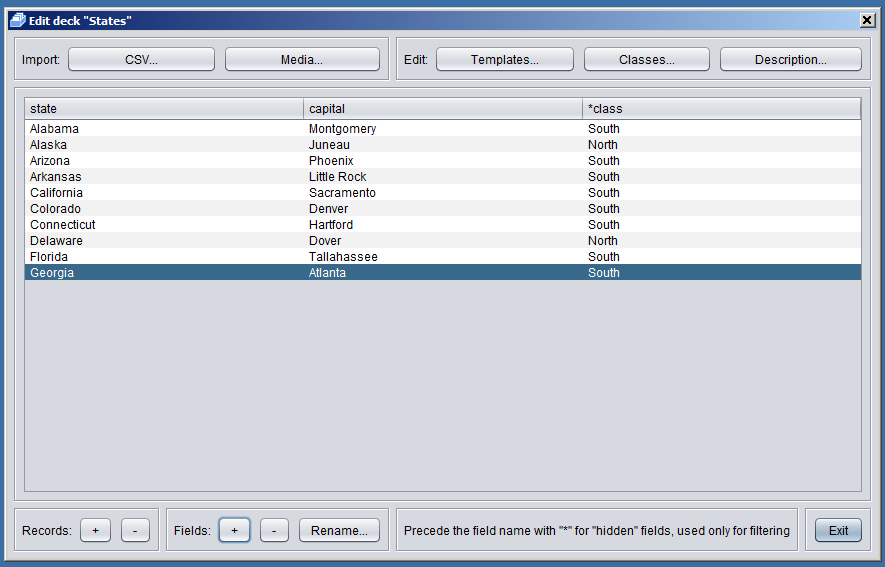 Edit deck "States"
Import: CSV... Media... Edit: Templates... Classes... Description...
state capital *class
Alabama Montgomery South
Alaska Juneau North
Arizona Phoenix South
Arkansas Little Rock South
California Sacramento South
Colorado Denver South
Connecticut Hartford South
Delaware Dover North
Florida Tallahassee South
Georgia Atlanta South
Records: + - Fields: + - Rename... Precede the field name with "*" for "hidden" fields, used only for filtering Exit